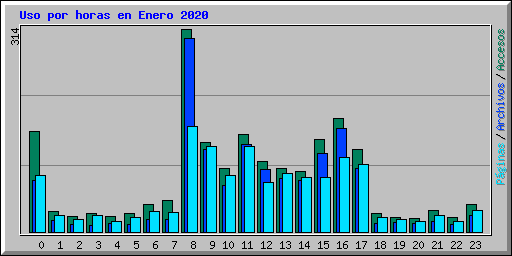 Uso por horas en Enero 2020
314
Páginas / Archivos / Accesos
0 1 2 3 4 5 6 7 8 9 10 11 12 13 14 15 16 17 18 19 20 21 22 23